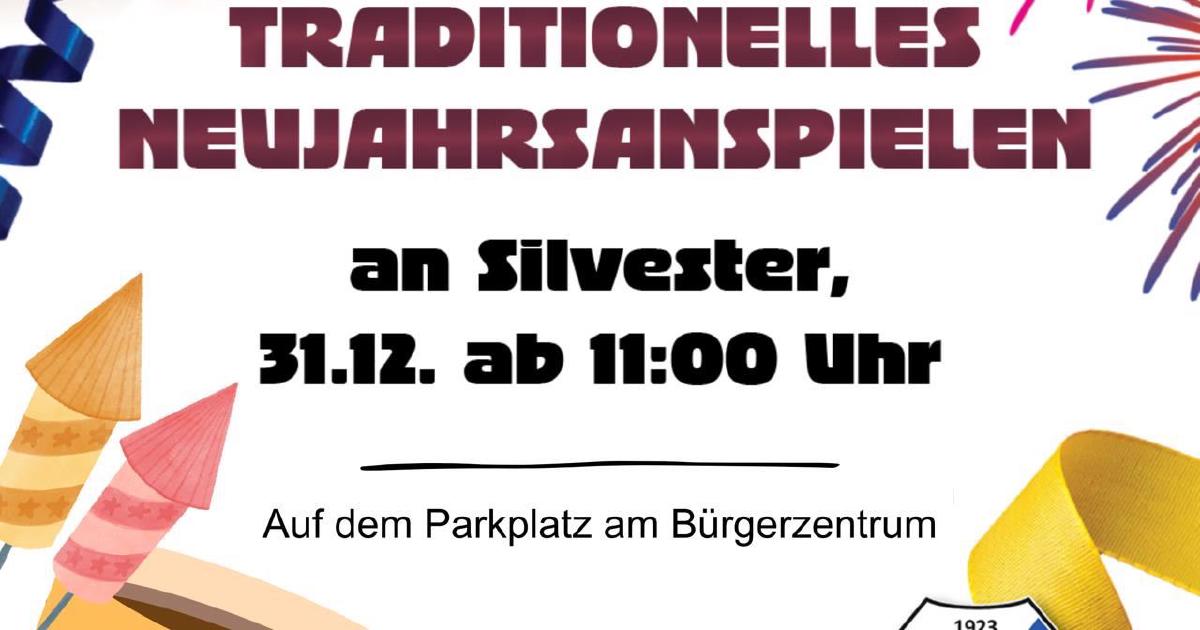 TRADITIONELLES
NEUJAHRSANSPIELEN
an Silvester,
31.12. ab 11:00 Uhr
Auf dem Parkplatz am Bürgerzentrum
1923